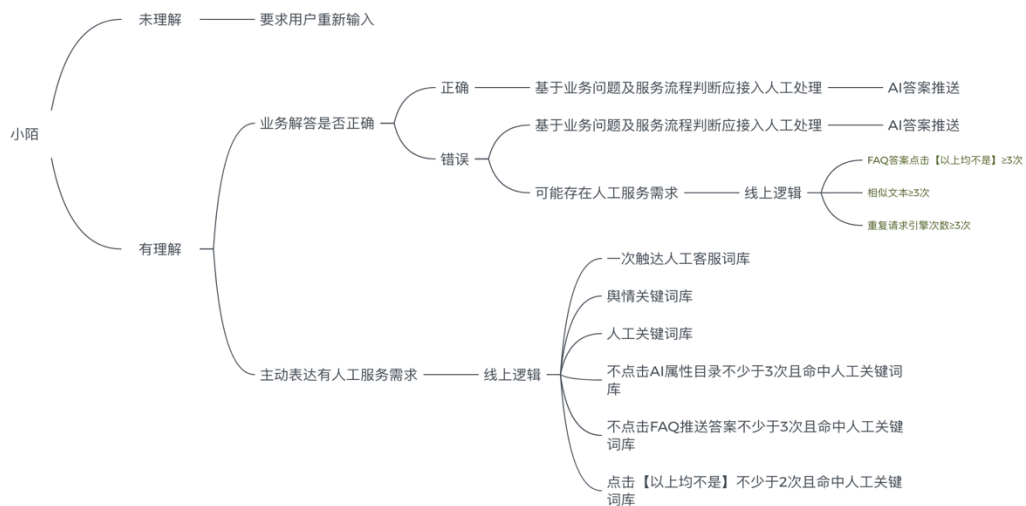 小陌
未理解
要求用户重新输入
有理解
业务解答是否正确
正确
基于业务问题及服务流程判断应接入人工处理
AI答案推送
错误
基于业务问题及服务流程判断应接入人工处理
AI答案推送
可能存在人工服务需求
线上逻辑
FAQ答案点击【以上均不是】≥3次
相似文本≥3次
重复请求引擎次数≥3次
主动表达有人工服务需求
线上逻辑
一次触达人工客服词库
舆情关键词库
人工关键词库
不点击AI属性目录不少于3次且命中人工关键词
库
不点击FAQ推送答案不少于3次且命中人工关键
词库
点击【以上均不是】不少于2次且命中人工关键
词库